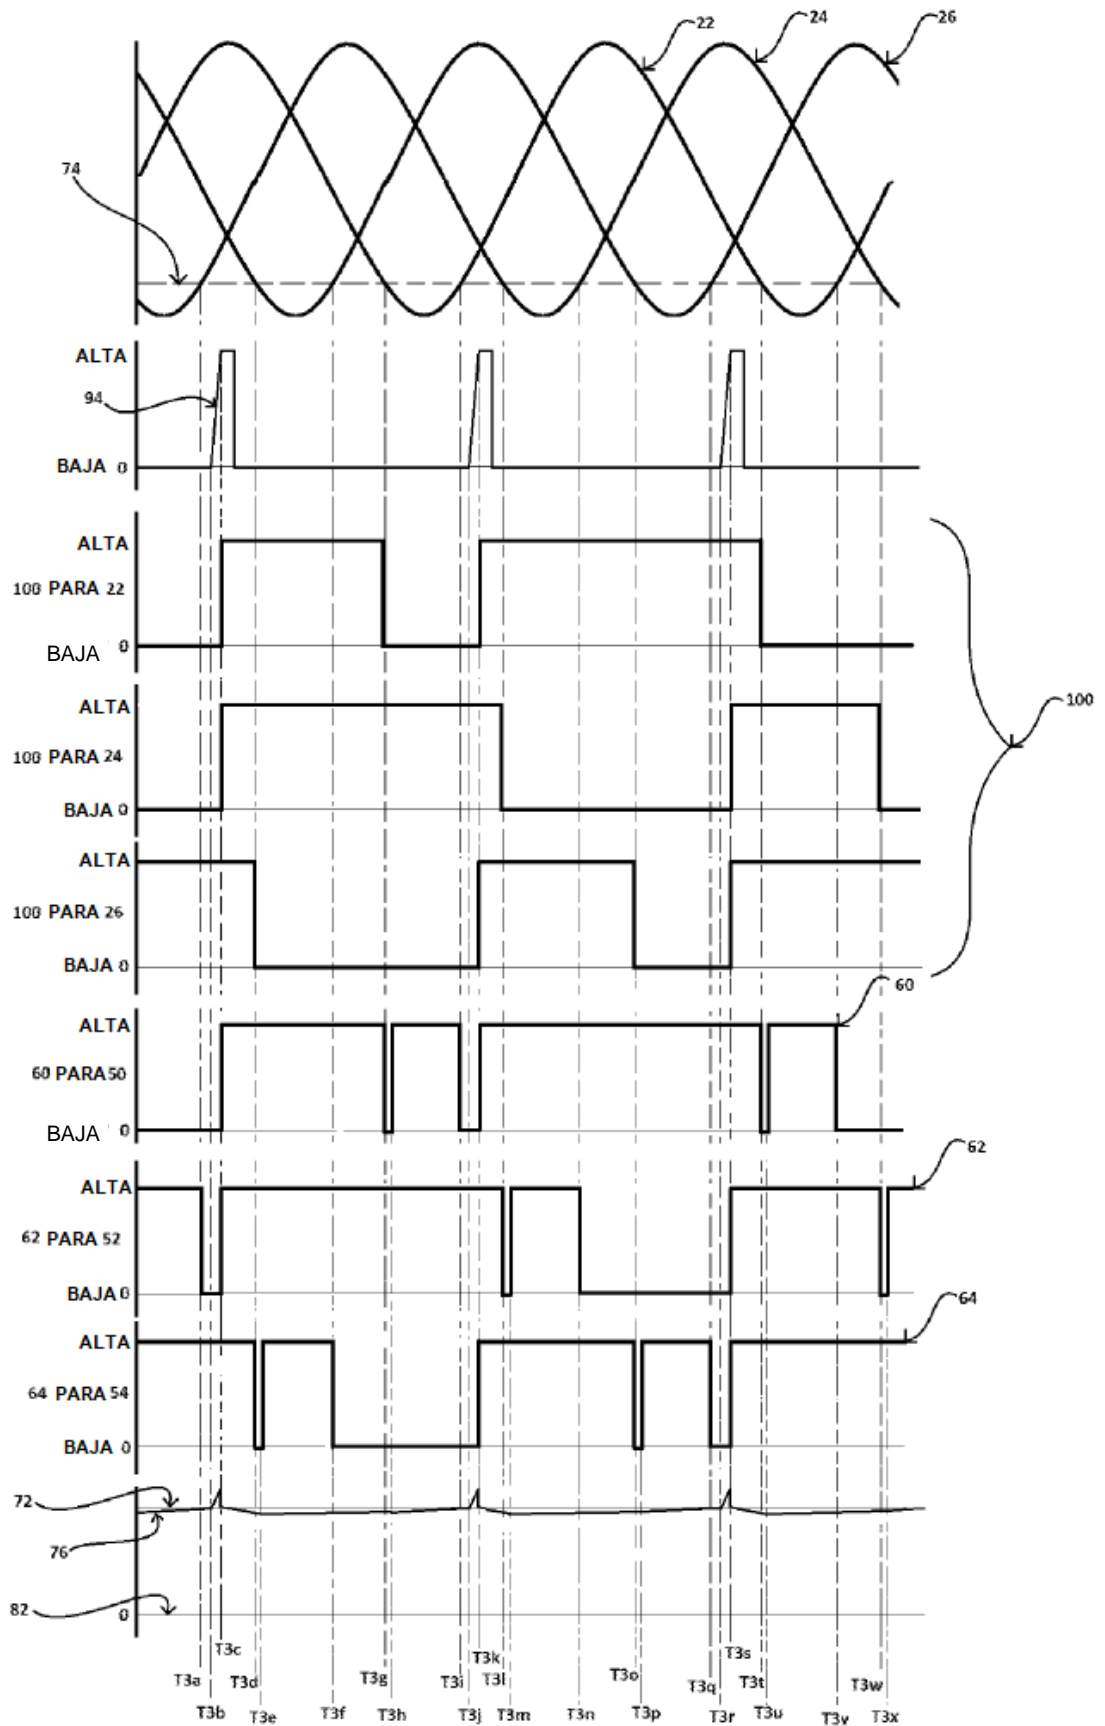 22
24
26
74
ALTA
94
BAJA 0
ALTA
100 PARA 22
BAJA 0
ALTA
100 PARA 24
BAJA 0
100
ALTA
100 PARA 26
BAJA 0
60
ALTA
60 PARA 50
BAJA 0
62
ALTA
62 PARA 52
BAJA 0
64
ALTA
64 PARA 54
BAJA 0
72
76
82
0
T3c T3k T3s
T3a T3d T3g T3i T3l T3o T3q T3t T3w
T3b T3e T3f T3h T3j T3m T3n T3p T3r T3u T3v T3x